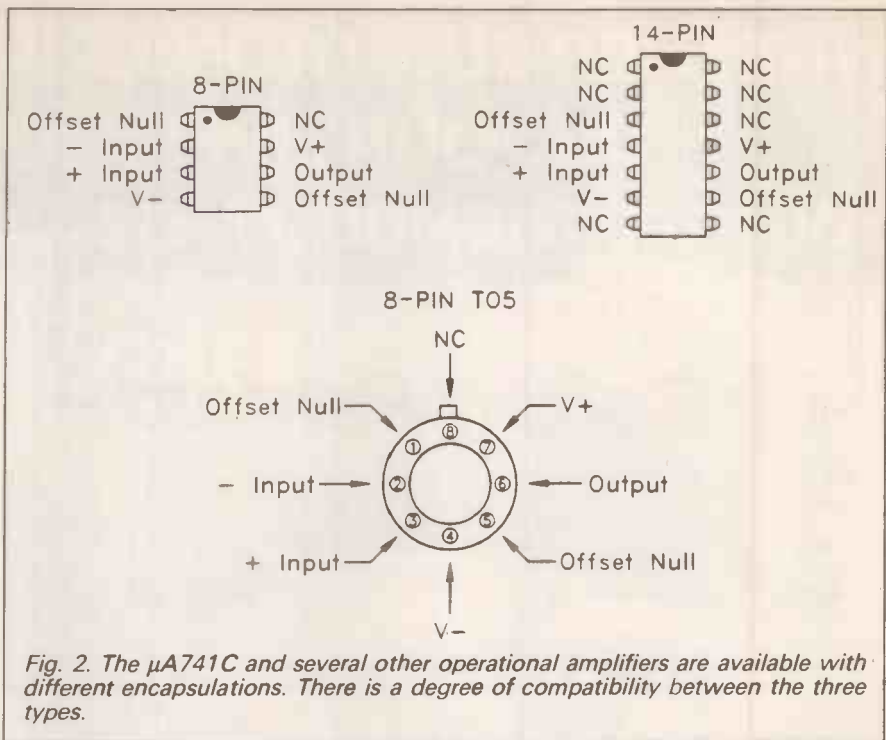 8-PIN
Offset Null NC
- Input V+
+ Input Output
V- Offset Null
14-PIN
NC NC
NC NC
Offset Null NC
- Input V+
+ Input Output
V- Offset Null
NC NC
8-PIN TO5
NC
Offset Null V+
8
1 7
- Input 2 6 Output
3 5
4
+ Input Offset Null
V-
Fig. 2. The μA741C and several other operational amplifiers are available with
different encapsulations. There is a degree of compatibility between the three
types.